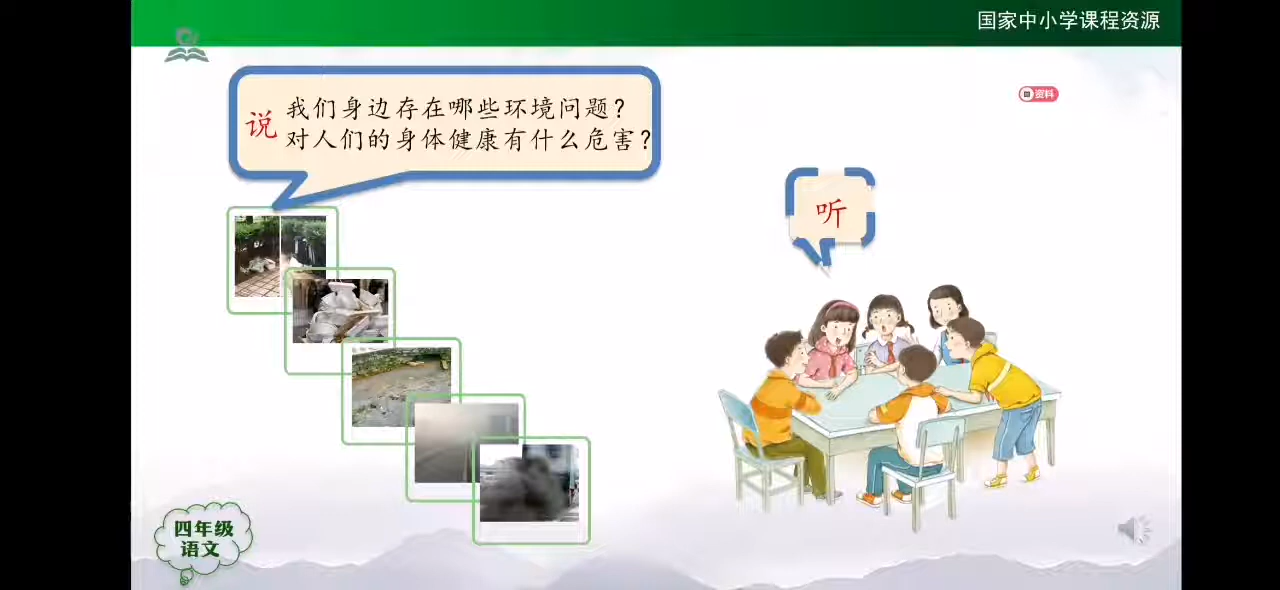 国家中小学课程资源
资料
说
我们身边存在哪些环境问题？
对人们的身体健康有什么危害？
听
四年级
语文